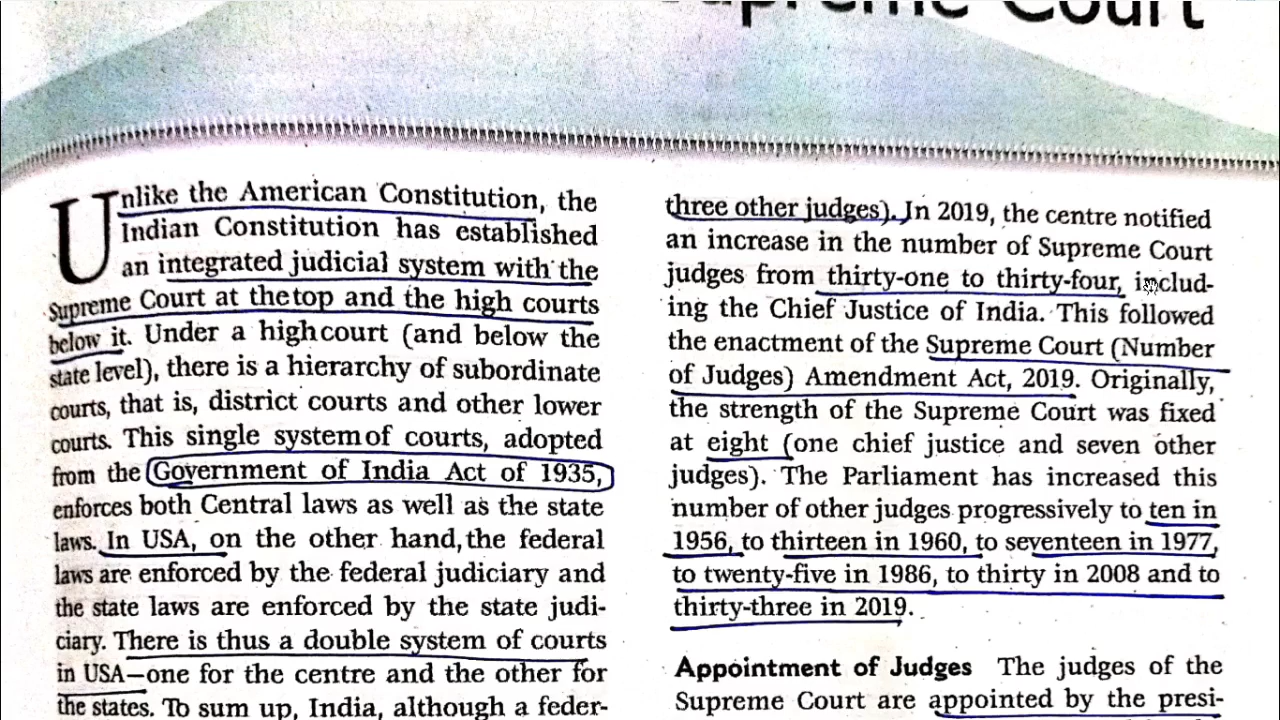 Supreme Court
Unlike the American Constitution, the
Indian Constitution has established
an integrated judicial system with the
Supreme Court at the top and the high courts
below it. Under a high court (and below the
state level), there is a hierarchy of subordinate
courts, that is, district courts and other lower
courts. This single system of courts, adopted
from the Government of India Act of 1935,
enforces both Central laws as well as the state
laws. In USA, on the other hand, the federal
laws are enforced by the federal judiciary and
the state laws are enforced by the state judi-
ciary. There is thus a double system of courts
in USA—one for the centre and the other for
the states. To sum up, India, although a feder-
three other judges). In 2019, the centre notified
an increase in the number of Supreme Court
judges from thirty-one to thirty-four, includ-
ing the Chief Justice of India. This followed
the enactment of the Supreme Court (Number
of Judges) Amendment Act, 2019. Originally,
the strength of the Supreme Court was fixed
at eight (one chief justice and seven other
judges). The Parliament has increased this
number of other judges progressively to ten in
1956, to thirteen in 1960, to seventeen in 1977,
to twenty-five in 1986, to thirty in 2008 and to
thirty-three in 2019.
Appointment of Judges The judges of the
Supreme Court are appointed by the presi-